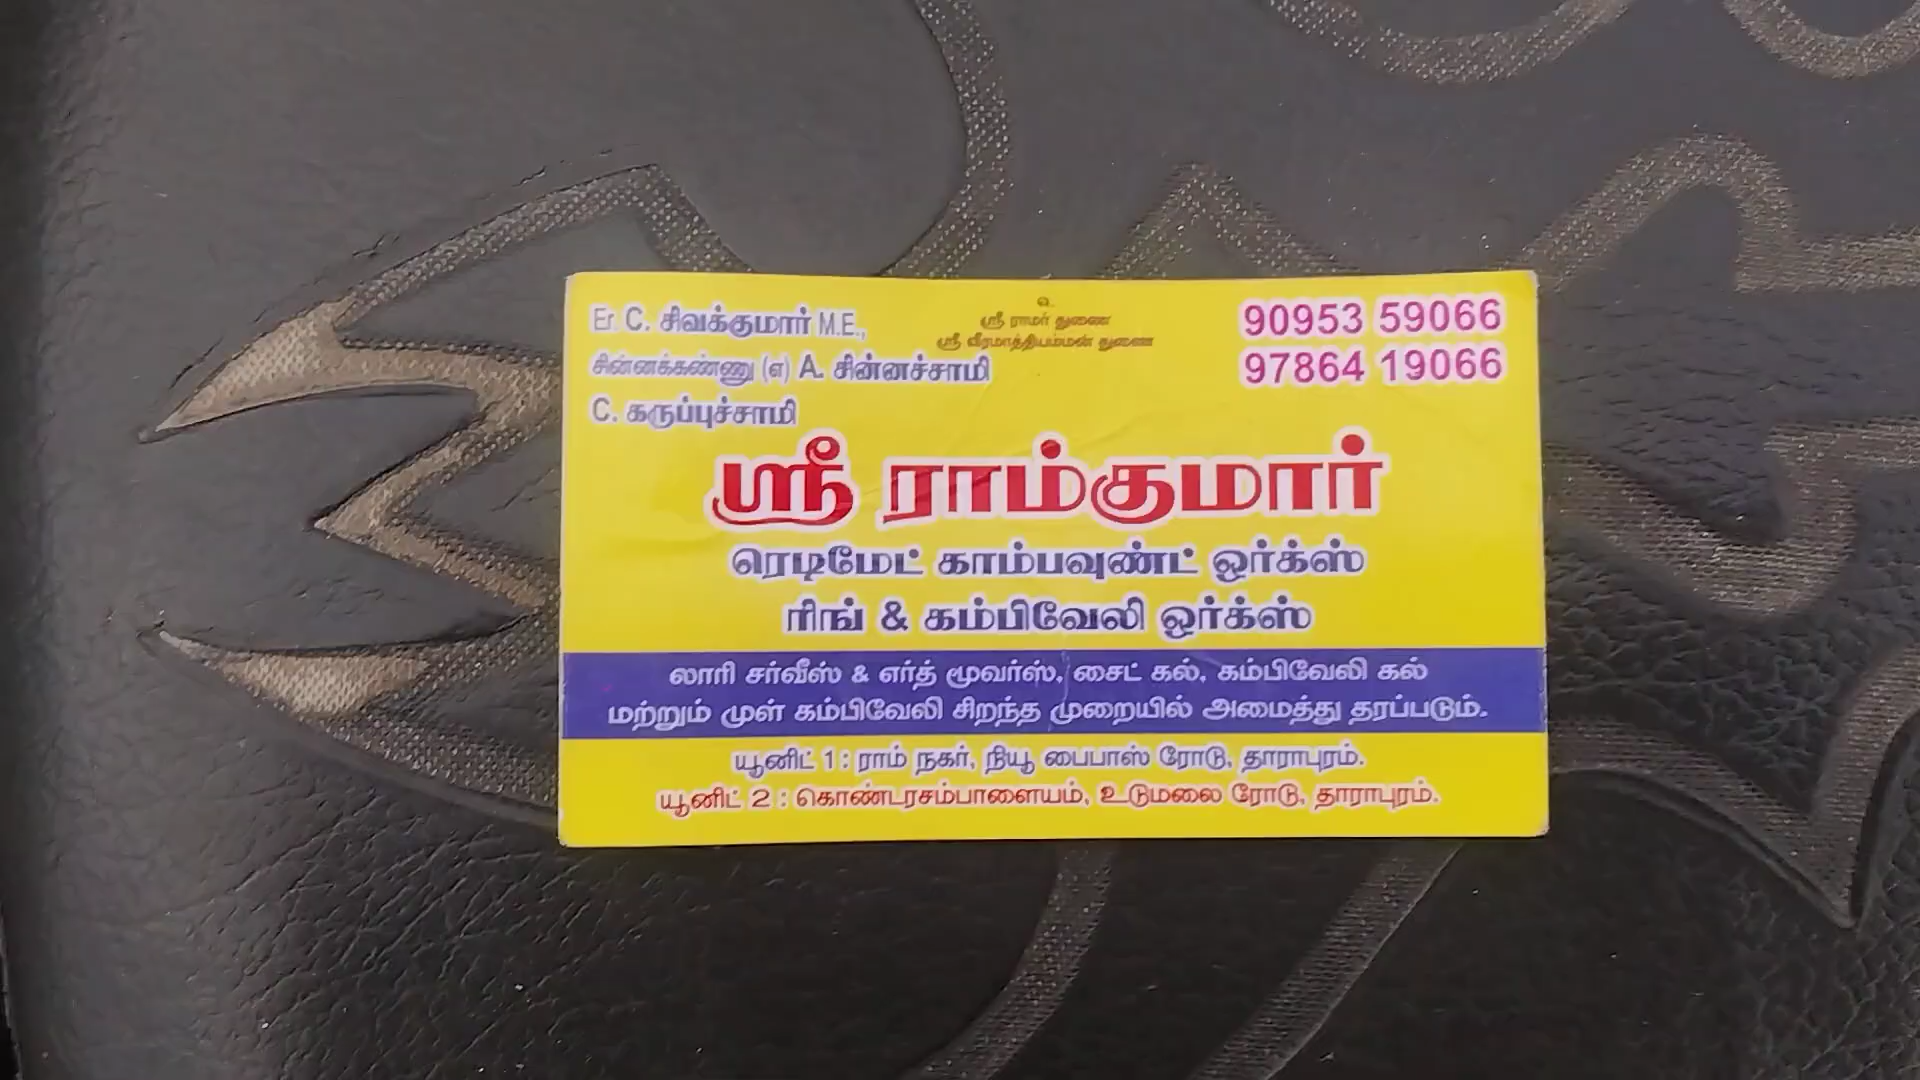 உ
ஸ்ரீ ராமர் துணை
ஸ்ரீ வீரமாத்தியம்மன் துணை
Er. C. சிவக்குமார் M.E.,
சின்னக்கண்ணு (எ) A. சின்னச்சாமி
C. கருப்புச்சாமி
90953 59066
97864 19066
ஸ்ரீ ராம்குமார்
ரெடிமேட் காம்பவுண்ட் ஒர்க்ஸ்
ரிங் & கம்பிவேலி ஒர்க்ஸ்
லாரி சர்வீஸ் & எர்த் மூவர்ஸ், சைட் கல், கம்பிவேலி கல்
மற்றும் முள் கம்பிவேலி சிறந்த முறையில் அமைத்து தரப்படும்.
யூனிட் 1 : ராம் நகர், நியூ பைபாஸ் ரோடு, தாராபுரம்.
யூனிட் 2 : கொண்டரசம்பாளையம், உடுமலை ரோடு, தாராபுரம்.